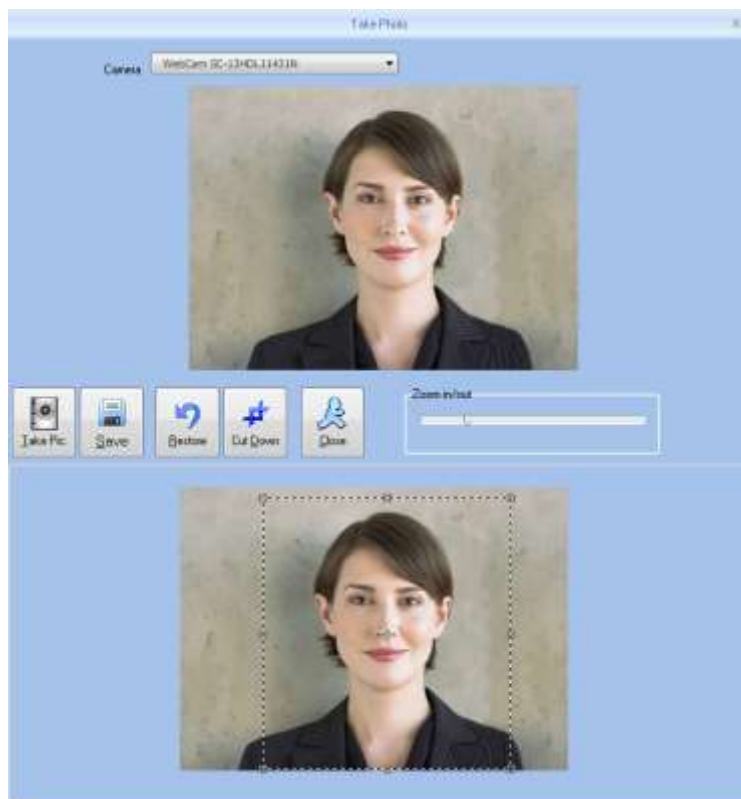 Take Photo
Camera
Zoom in/out
Take Pic
Save
Restore
Cut Down
Close